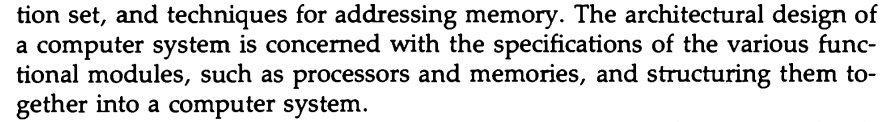 tion set, and techniques for addressing memory. The architectural design of
a computer system is concerned with the specifications of the various func-
tional modules, such as processors and memories, and structuring them to-
gether into a computer system.